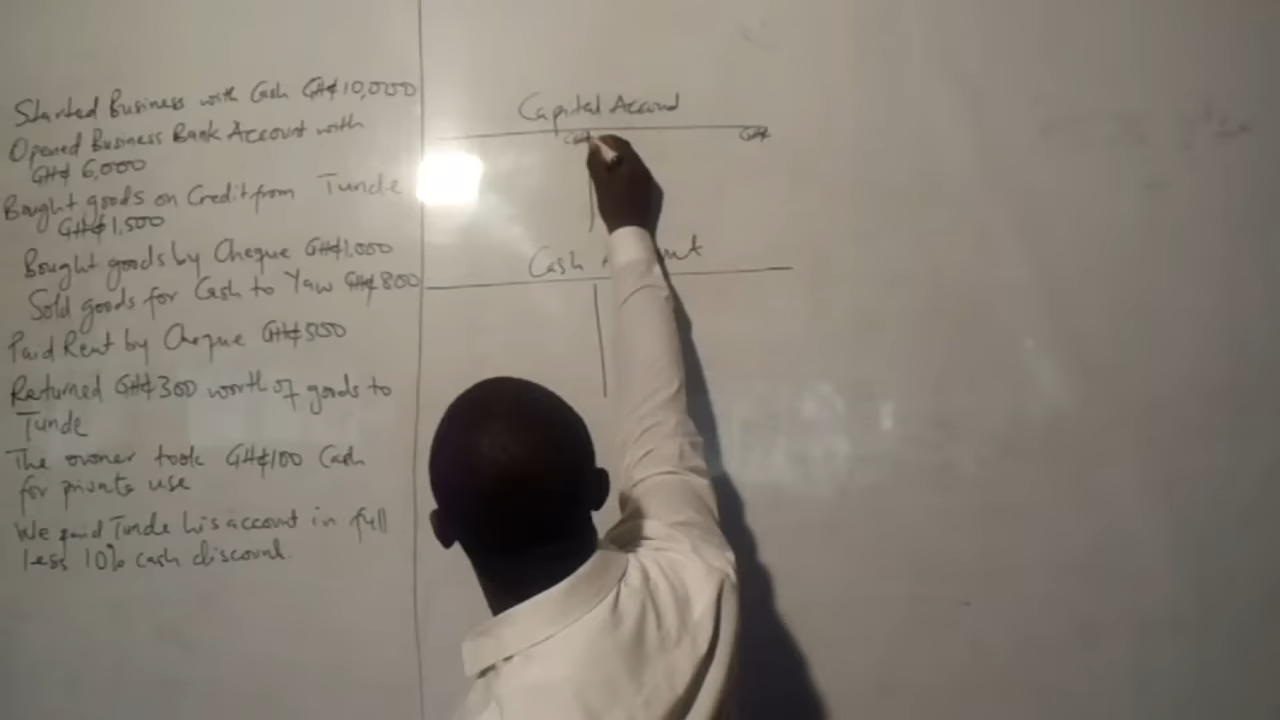 Started Business with Cash GH¢10,000
Opened Business Bank Account with
GH¢ 6,000
Bought goods on Credit from Tunde
GH¢1,500
Bought goods by Cheque GH¢1,000
Sold goods for Cash to Yaw GH¢800
Paid Rent by Cheque GH¢500
Returned GH¢300 worth of goods to
Tunde
The owner took GH¢100 Cash
for private use
We paid Tunde his account in full
less 10% cash discount.
Capital Account
GH¢ GH¢
Cash